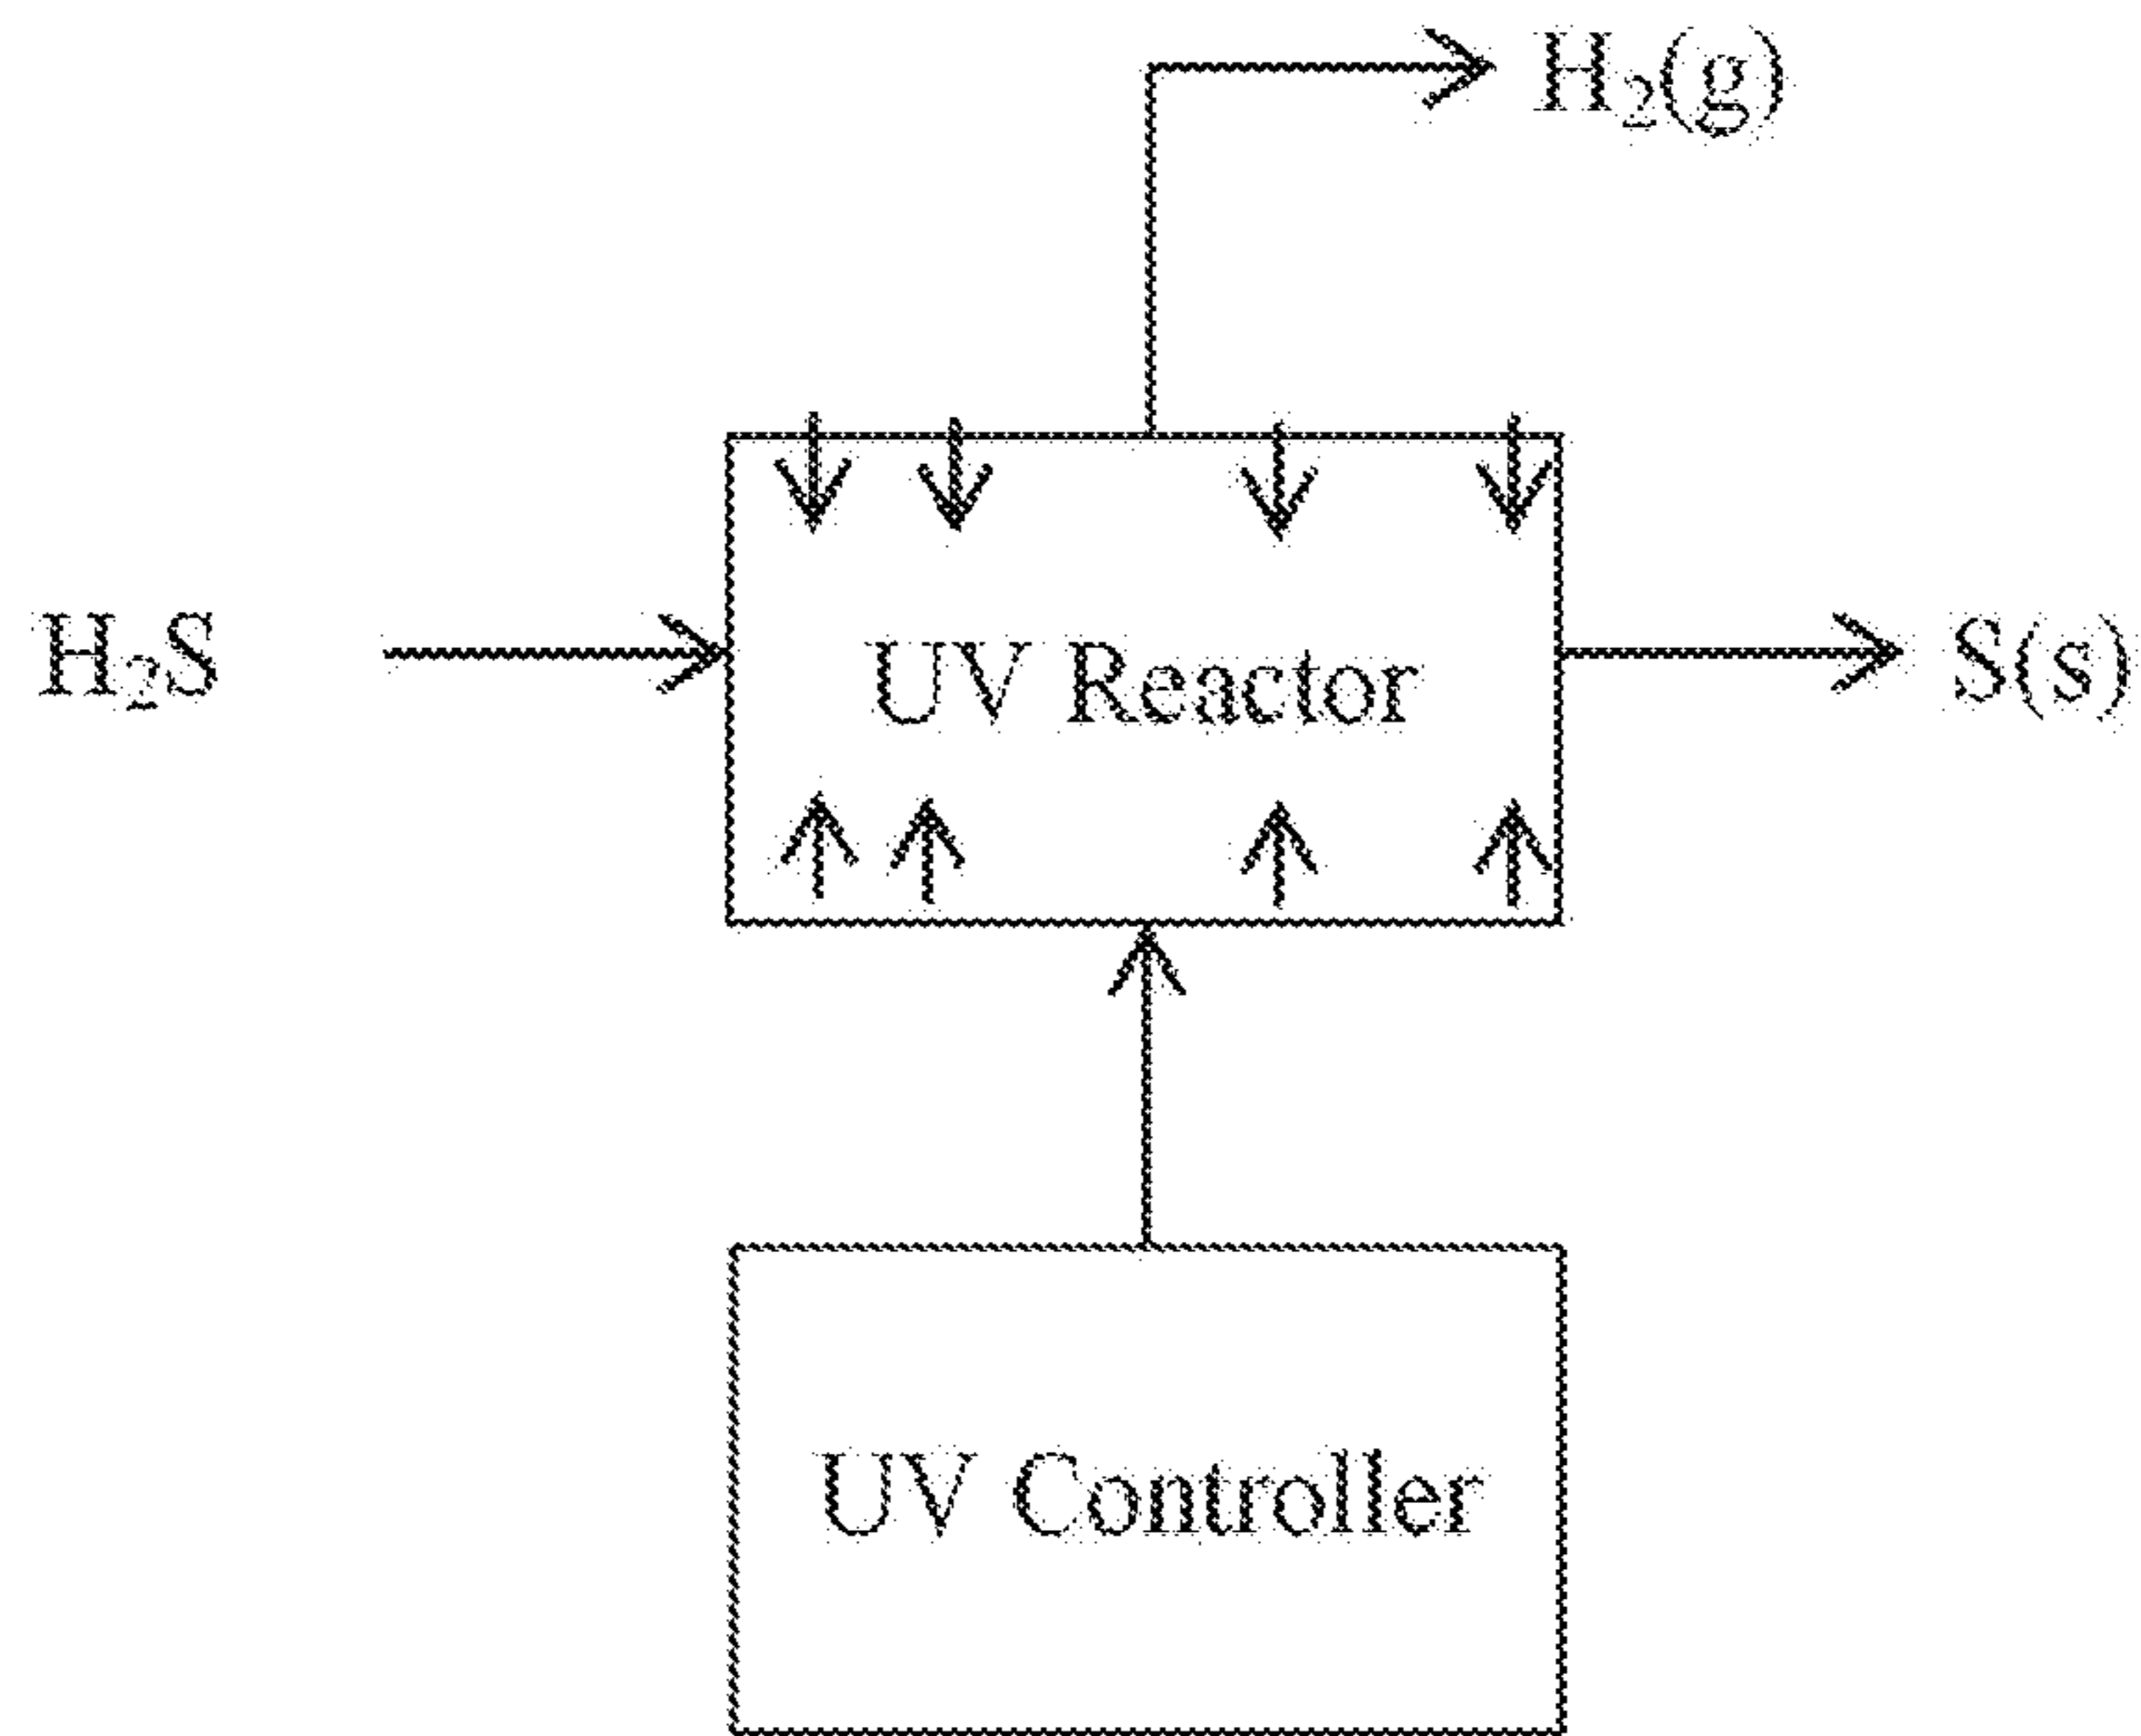 H₂(g)
H₂S
UV Reactor
S(s)
UV Controller